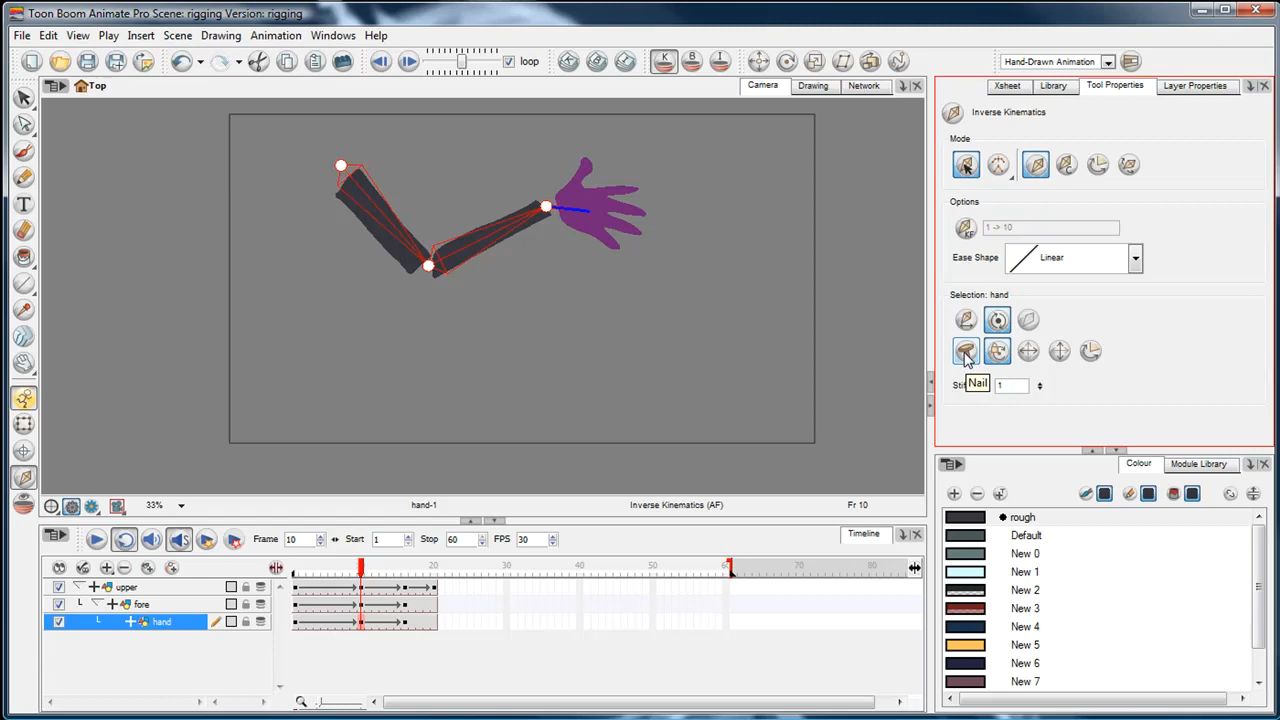 Toon Boom Animate Pro Scene: rigging Version: rigging
File Edit View Play Insert Scene Drawing Animation Windows Help
loop
K B
Hand-Drawn Animation
Top
Camera Drawing Network
Xsheet Library Tool Properties Layer Properties
Inverse Kinematics
Mode
Options
KF 1 -> 10
Ease Shape Linear
Selection: hand
Nail
Sti 1
33% hand-1 Inverse Kinematics (AF) Fr 10
Colour Module Library
rough
Default
New 0
New 1
New 2
New 3
New 4
New 5
New 6
New 7
Frame 10 Start 1 Stop 60 FPS 30 Timeline
20 30 40 50 60 70 80
upper
fore
hand